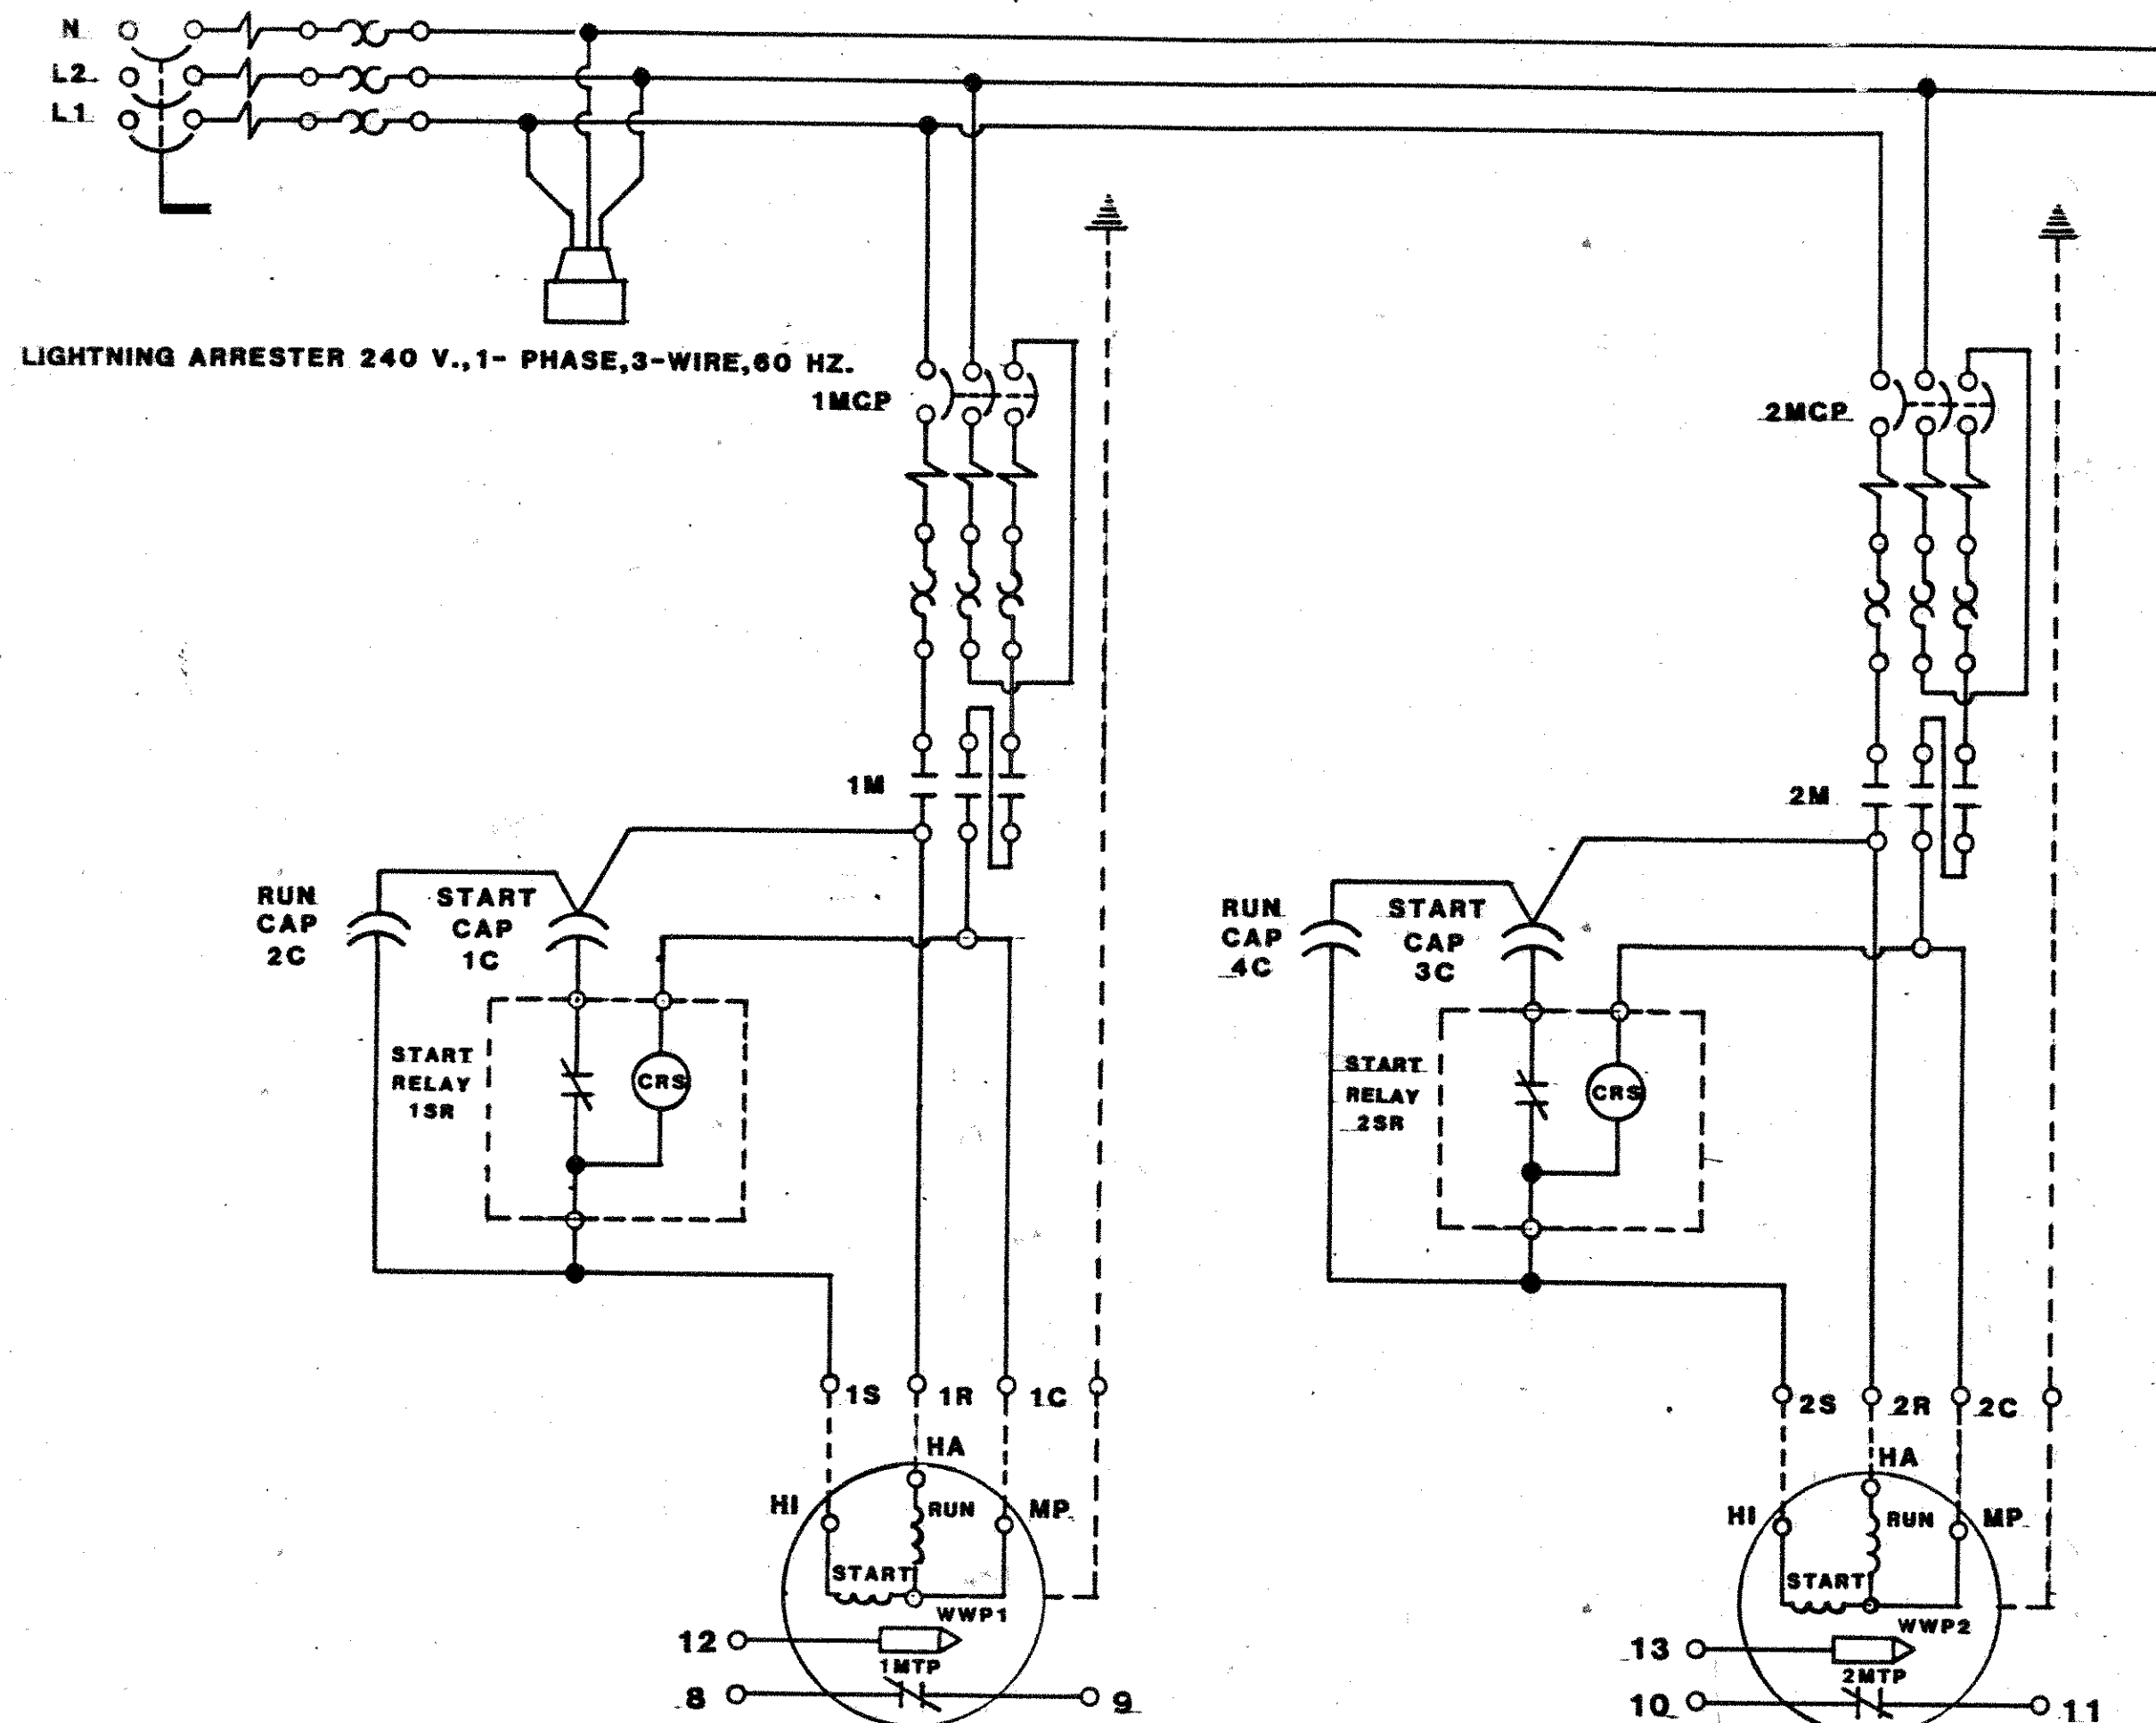 N
L2
L1
LIGHTNING ARRESTER 240 V.,1- PHASE,3-WIRE,60 HZ.
1MCP
2MCP
1M
2M
RUN
CAP
2C
START
CAP
1C
RUN
CAP
4C
START
CAP
3C
START
RELAY
1SR
CRS
START
RELAY
2SR
CRS
1S
1R
1C
2S
2R
2C
HA
HI
RUN
MP
START
WWP1
12
1MTP
8
9
HA
HI
RUN
MP
START
WWP2
13
2MTP
10
11